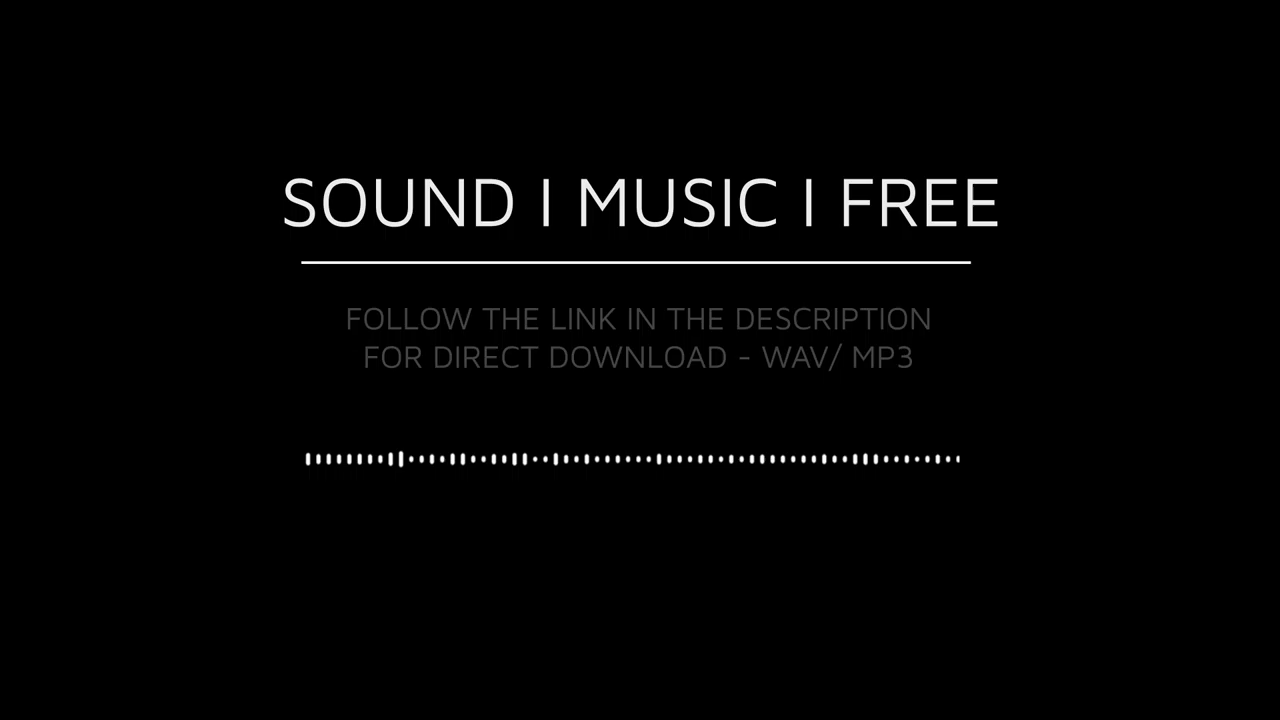 SOUND I MUSIC I FREE
FOLLOW THE LINK IN THE DESCRIPTION
FOR DIRECT DOWNLOAD - WAV/ MP3